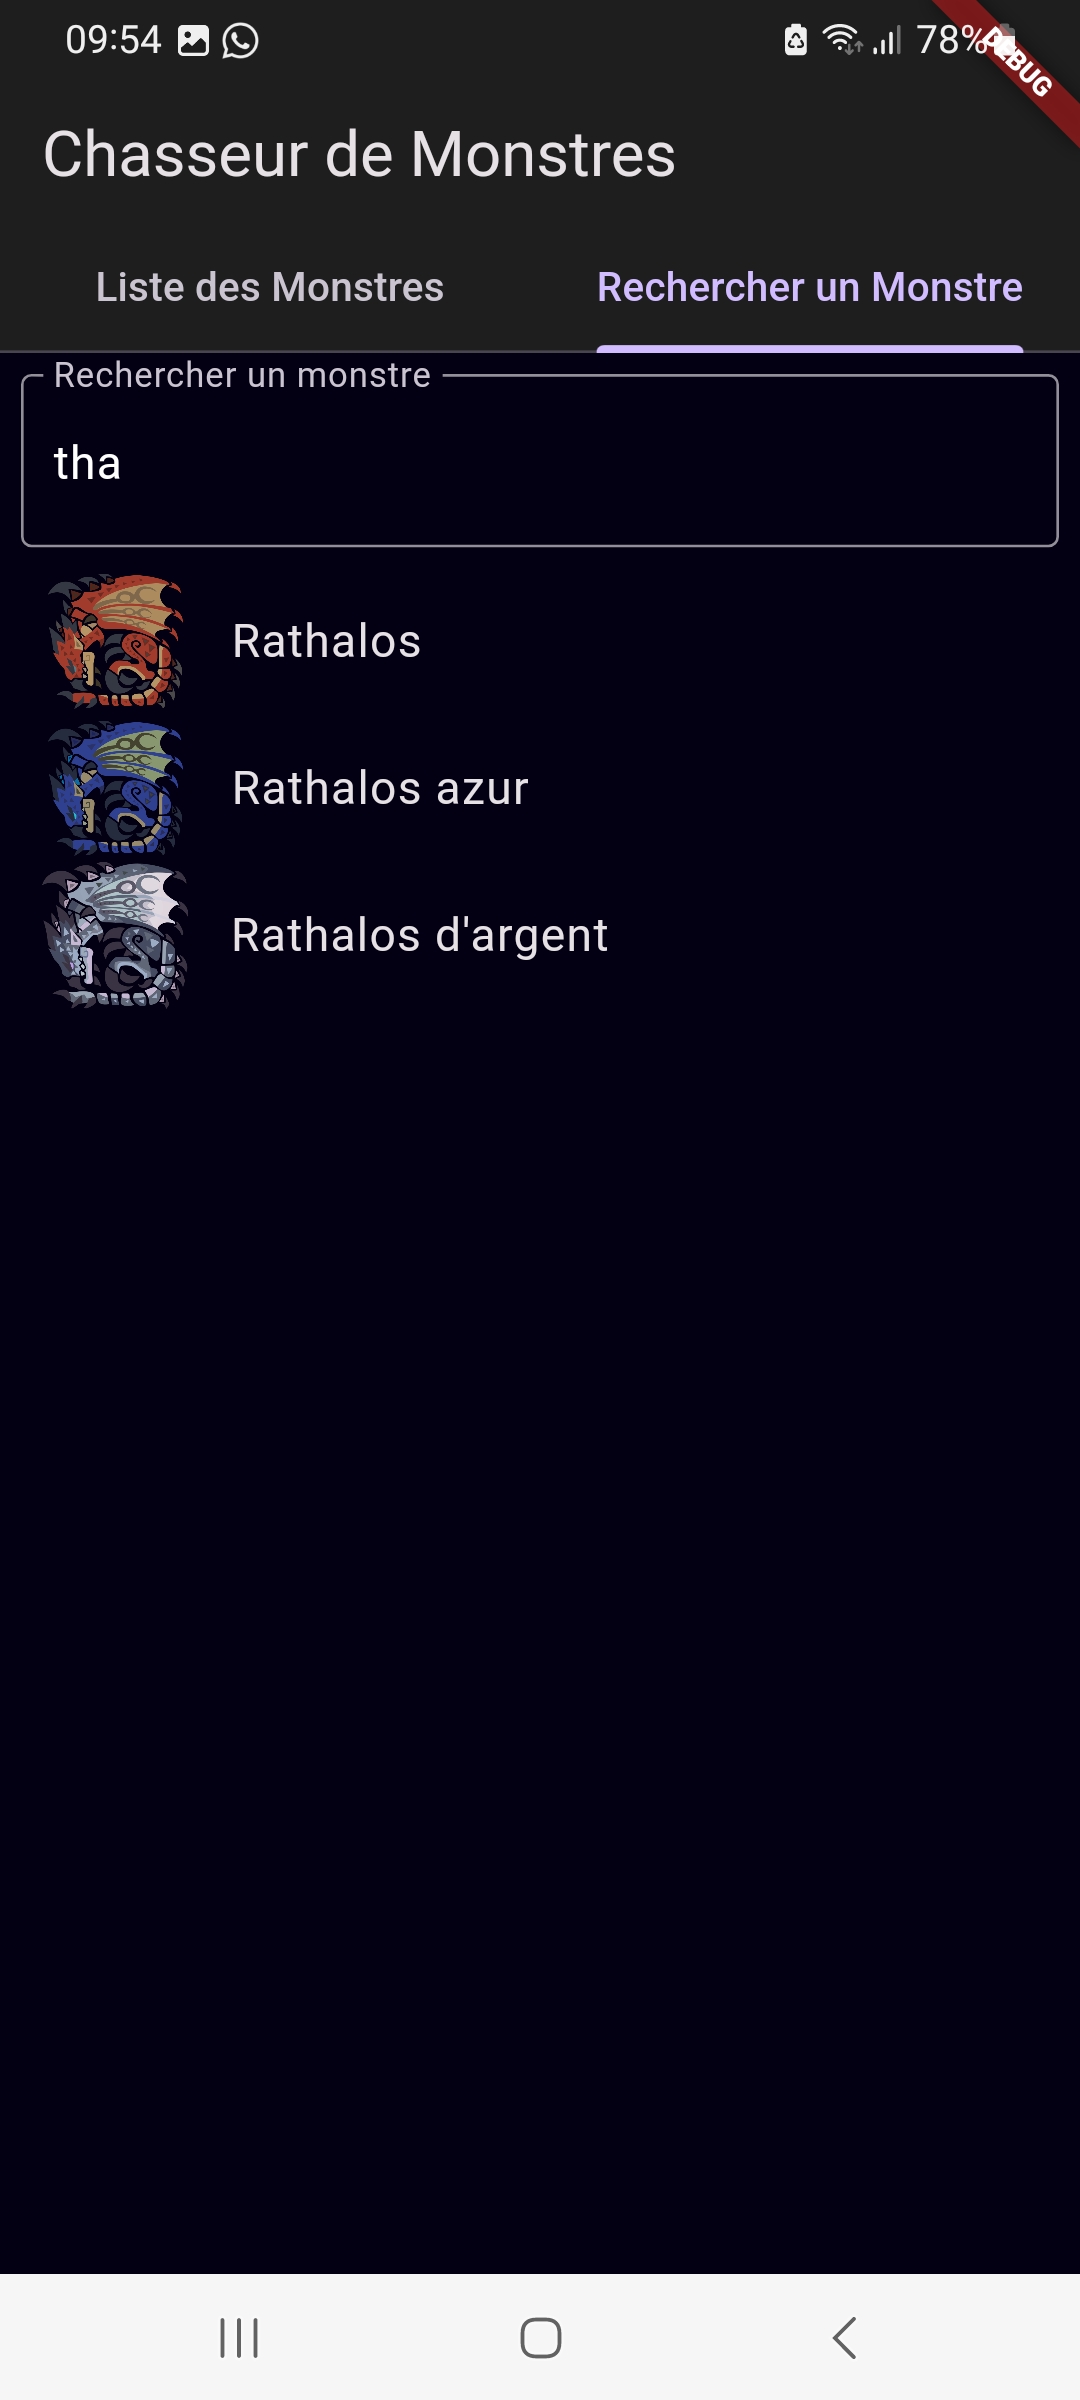 09:54 78%
DEBUG
Chasseur de Monstres
Liste des Monstres Rechercher un Monstre
Rechercher un monstre
tha
Rathalos
Rathalos azur
Rathalos d'argent